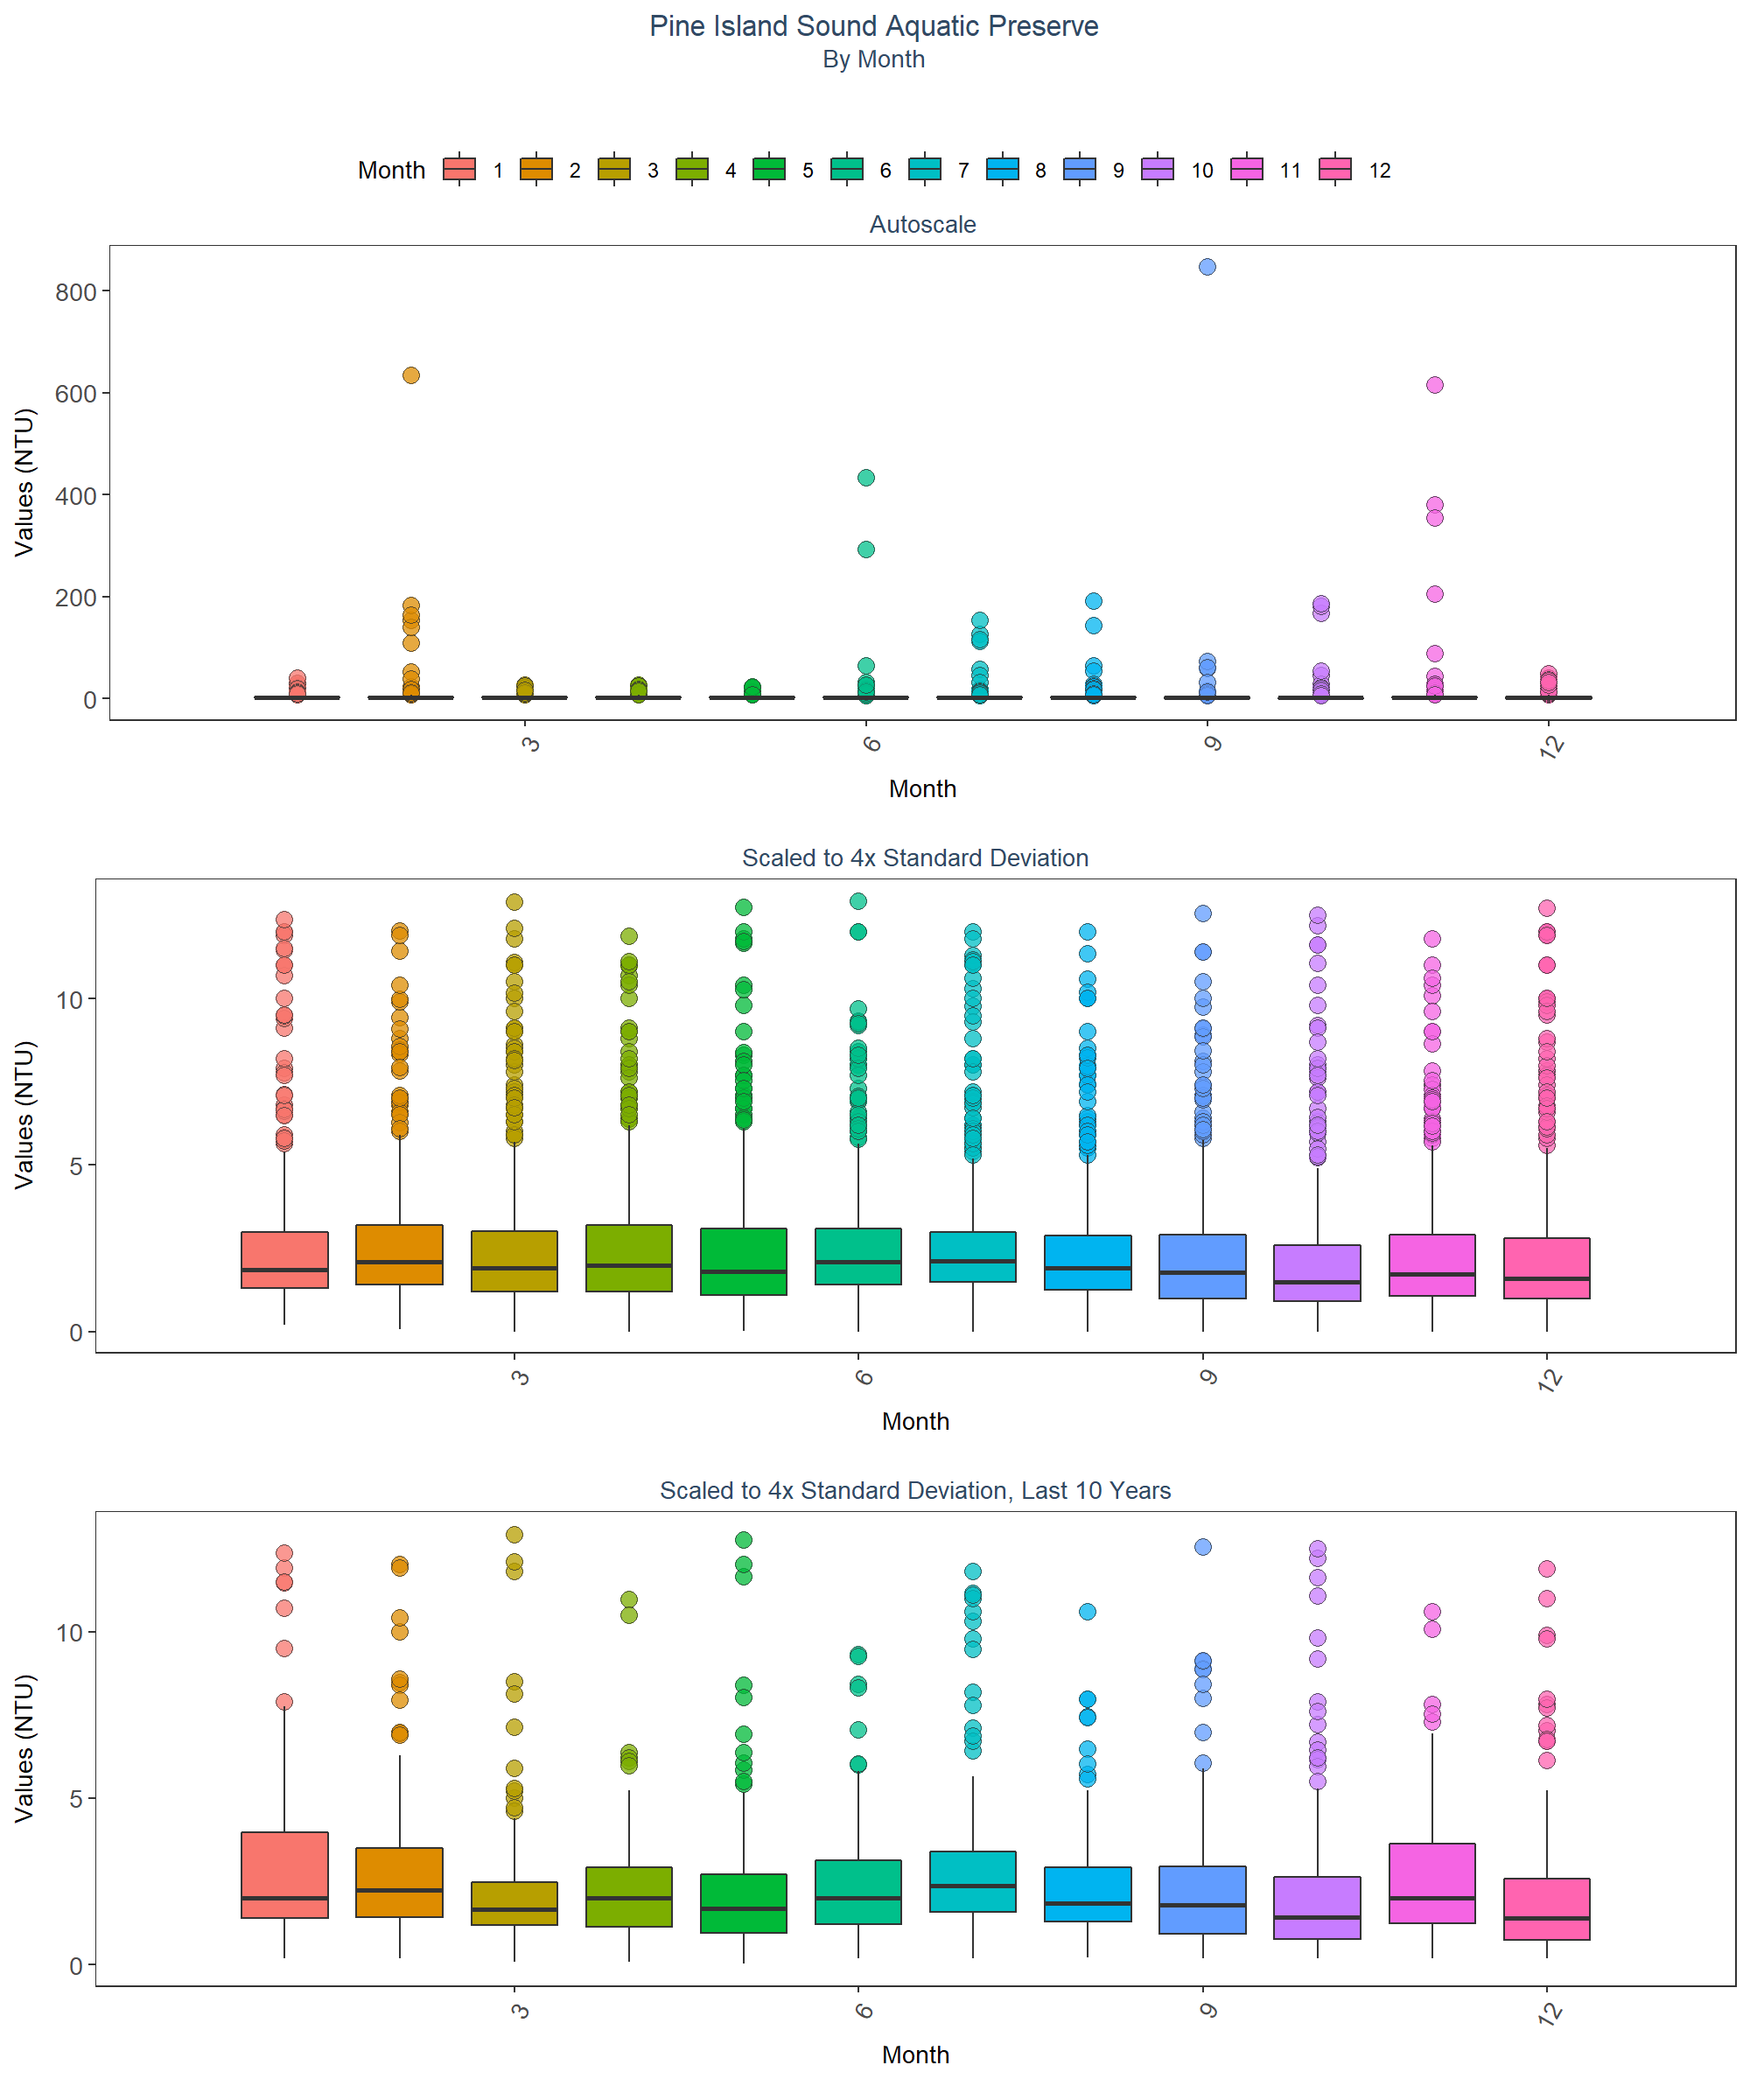 Pine Island Sound Aquatic Preserve
By Month
Month 1 2 3 4 5 6 7 8 9 10 11 12
Autoscale
Values (NTU)
800
600
400
200
0
3 6 9 12
Month
Scaled to 4x Standard Deviation
Values (NTU)
10
5
0
3 6 9 12
Month
Scaled to 4x Standard Deviation, Last 10 Years
Values (NTU)
10
5
0
3 6 9 12
Month